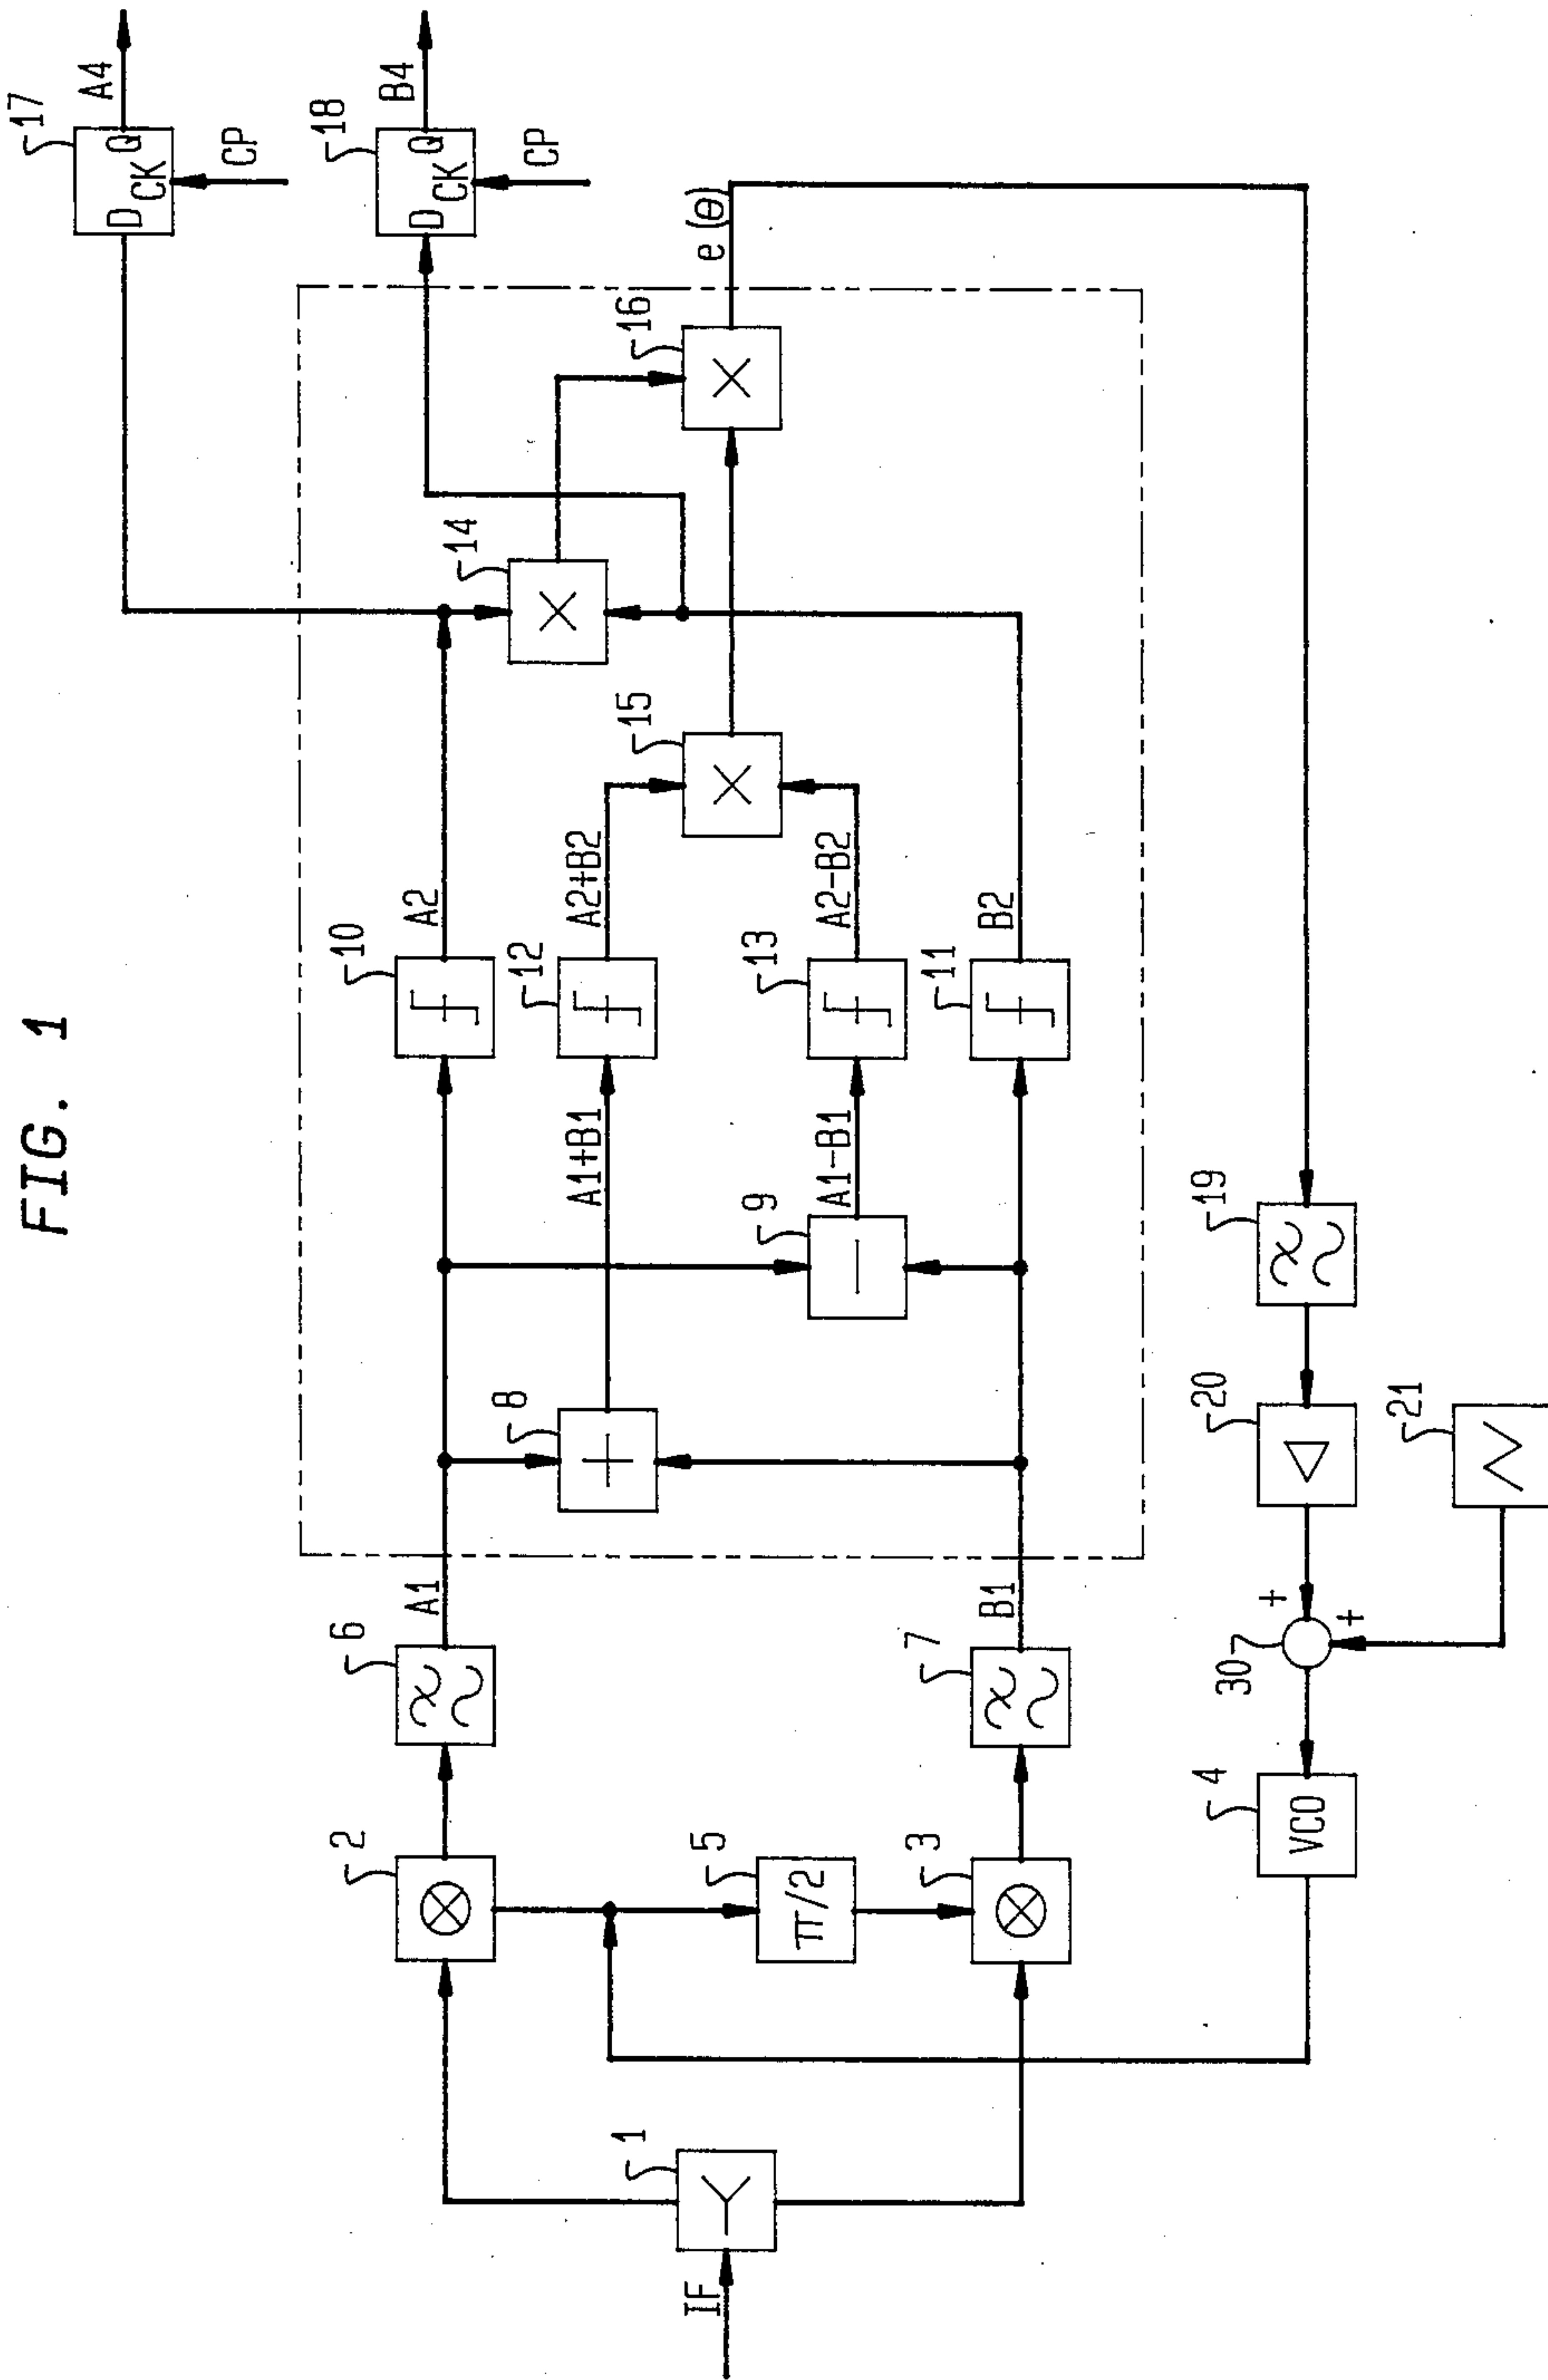 FIG. 1
IF
1
2
3
π/2
5
VCO
4
6
7
A1
B1
8
9
A1+B1
A1-B1
10
12
13
11
A2
A2+B2
A2-B2
B2
15
14
16
e (θ)
D CK Q
17
A4
CP
D CK Q
18
B4
CP
19
20
21
30
+
+